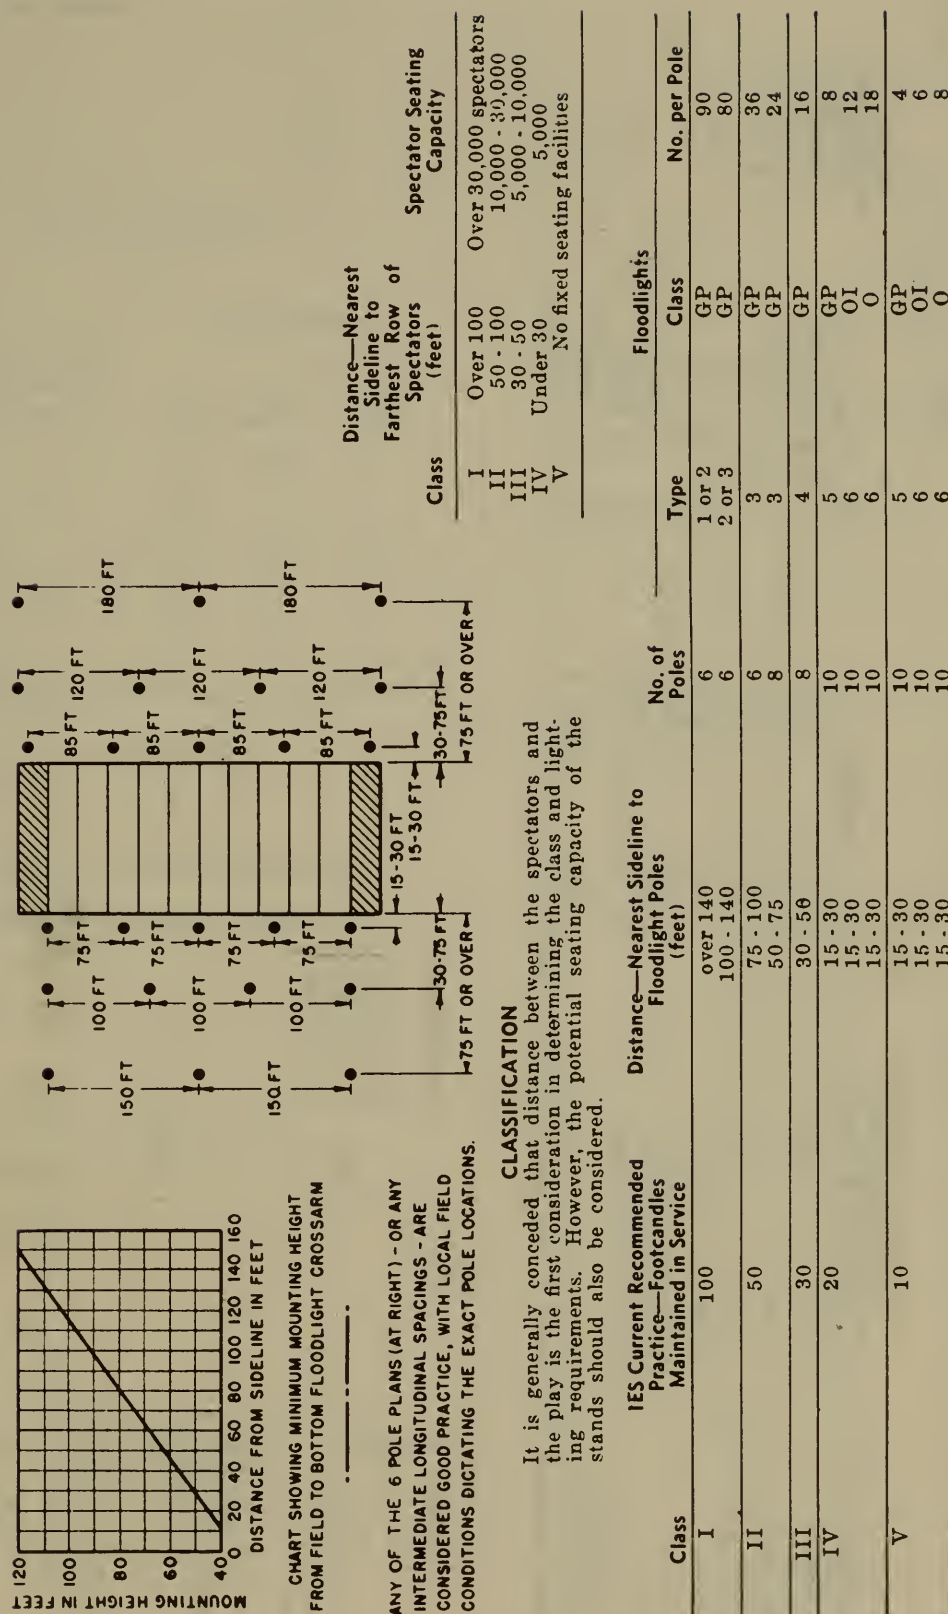 120
100
80
60
40
MOUNTING HEIGHT IN FEET
0 20 40 60 80 100 120 140 160
DISTANCE FROM SIDELINE IN FEET
CHART SHOWING MINIMUM MOUNTING HEIGHT
FROM FIELD TO BOTTOM FLOODLIGHT CROSSARM
ANY OF THE 6 POLE PLANS (AT RIGHT) - OR ANY
INTERMEDIATE LONGITUDINAL SPACINGS - ARE
CONSIDERED GOOD PRACTICE, WITH LOCAL FIELD
CONDITIONS DICTATING THE EXACT POLE LOCATIONS.
150 FT
150 FT
100 FT
100 FT
100 FT
75 FT
75 FT
75 FT
75 FT
85 FT
85 FT
85 FT
85 FT
120 FT
120 FT
120 FT
180 FT
180 FT
15-30 FT
15-30 FT
30-75 FT
30-75 FT
75 FT OR OVER
75 FT OR OVER
CLASSIFICATION
It is generally conceded that distance between the spectators and
the play is the first consideration in determining the class and light-
ing requirements. However, the potential seating capacity of the
stands should also be considered.
Distance—Nearest
Sideline to
Farthest Row of Spectator Seating
Class Spectators Capacity
(feet)
I Over 100 Over 30,000 spectators
II 50 - 100 10,000 - 30,000
III 30 - 50 5,000 - 10,000
IV Under 30 5,000
V No fixed seating facilities
IES Current Recommended Distance—Nearest Sideline to Floodlights
Practice—Footcandles Floodlight Poles No. of
Class Maintained in Service (feet) Poles Type Class No. per Pole
I 100 over 140 6 1 or 2 GP 90
100 - 140 6 2 or 3 GP 80
II 50 75 - 100 6 3 GP 36
50 - 75 8 3 GP 24
III 30 30 - 50 8 4 GP 16
IV 20 15 - 30 10 5 GP 8
15 - 30 10 6 OI 12
15 - 30 10 6 O 18
V 10 15 - 30 10 5 GP 4
15 - 30 10 6 OI 6
15 - 30 10 6 O 8